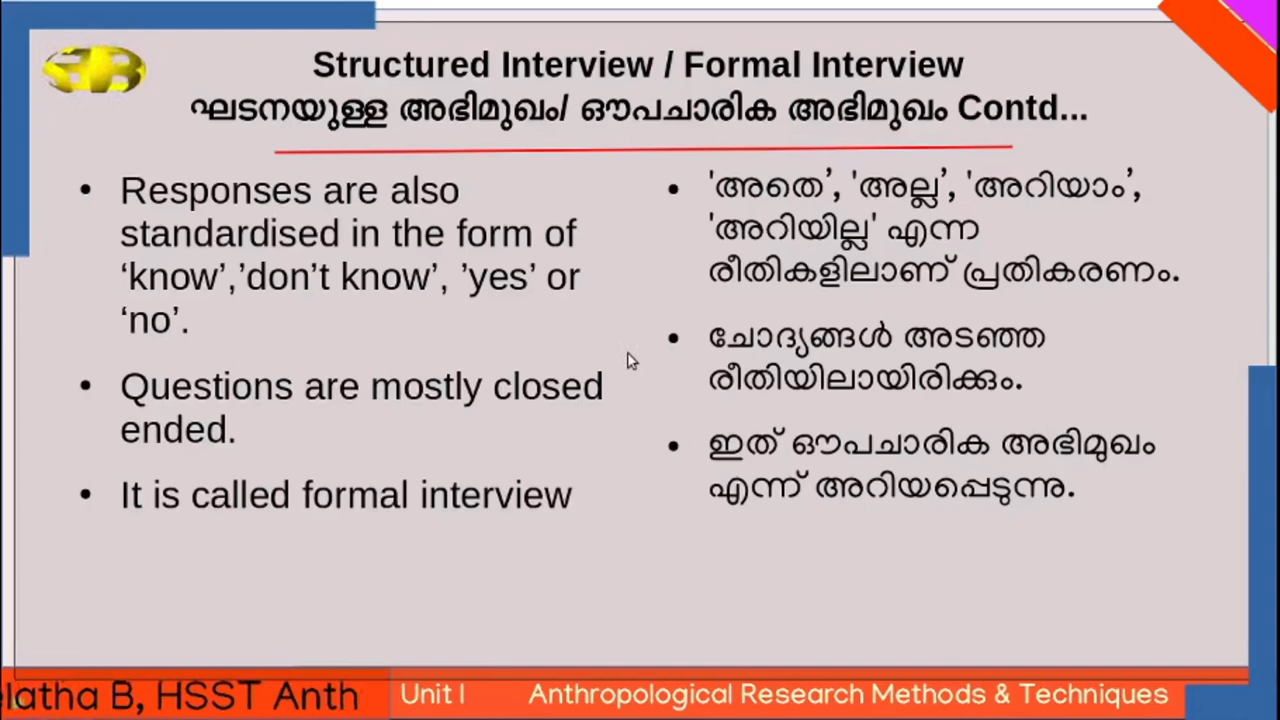 Structured Interview / Formal Interview
ഘടനയുള്ള അഭിമുഖം/ ഔപചാരിക അഭിമുഖം Contd...
• Responses are also
standardised in the form of
‘know’,’don’t know’, ’yes’ or
‘no’.
• Questions are mostly closed
ended.
• It is called formal interview
• 'അതെ’, 'അല്ല’, 'അറിയാം’,
'അറിയില്ല' എന്ന
രീതികളിലാണ് പ്രതികരണം.
• ചോദ്യങ്ങൾ അടഞ്ഞ
രീതിയിലായിരിക്കും.
• ഇത് ഔപചാരിക അഭിമുഖം
എന്ന് അറിയപ്പെടുന്നു.
latha B, HSST Anth Unit I Anthropological Research Methods & Techniques